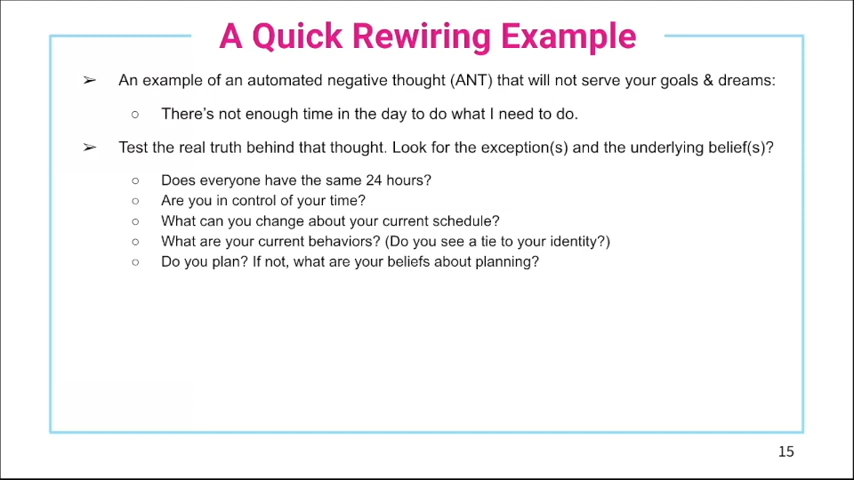 A Quick Rewiring Example
➢ An example of an automated negative thought (ANT) that will not serve your goals & dreams:
○ There's not enough time in the day to do what I need to do.
➢ Test the real truth behind that thought. Look for the exception(s) and the underlying belief(s)?
○ Does everyone have the same 24 hours?
○ Are you in control of your time?
○ What can you change about your current schedule?
○ What are your current behaviors? (Do you see a tie to your identity?)
○ Do you plan? If not, what are your beliefs about planning?
15